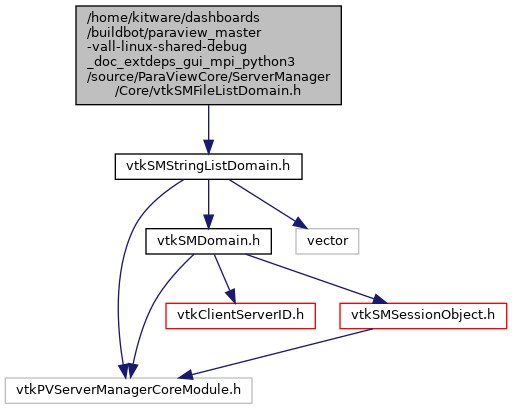 /home/kitware/dashboards
/buildbot/paraview_master
-vall-linux-shared-debug
_doc_extdeps_gui_mpi_python3
/source/ParaViewCore/ServerManager
/Core/vtkSMFileListDomain.h
vtkSMStringListDomain.h
vtkSMDomain.h
vector
vtkClientServerID.h
vtkSMSessionObject.h
vtkPVServerManagerCoreModule.h